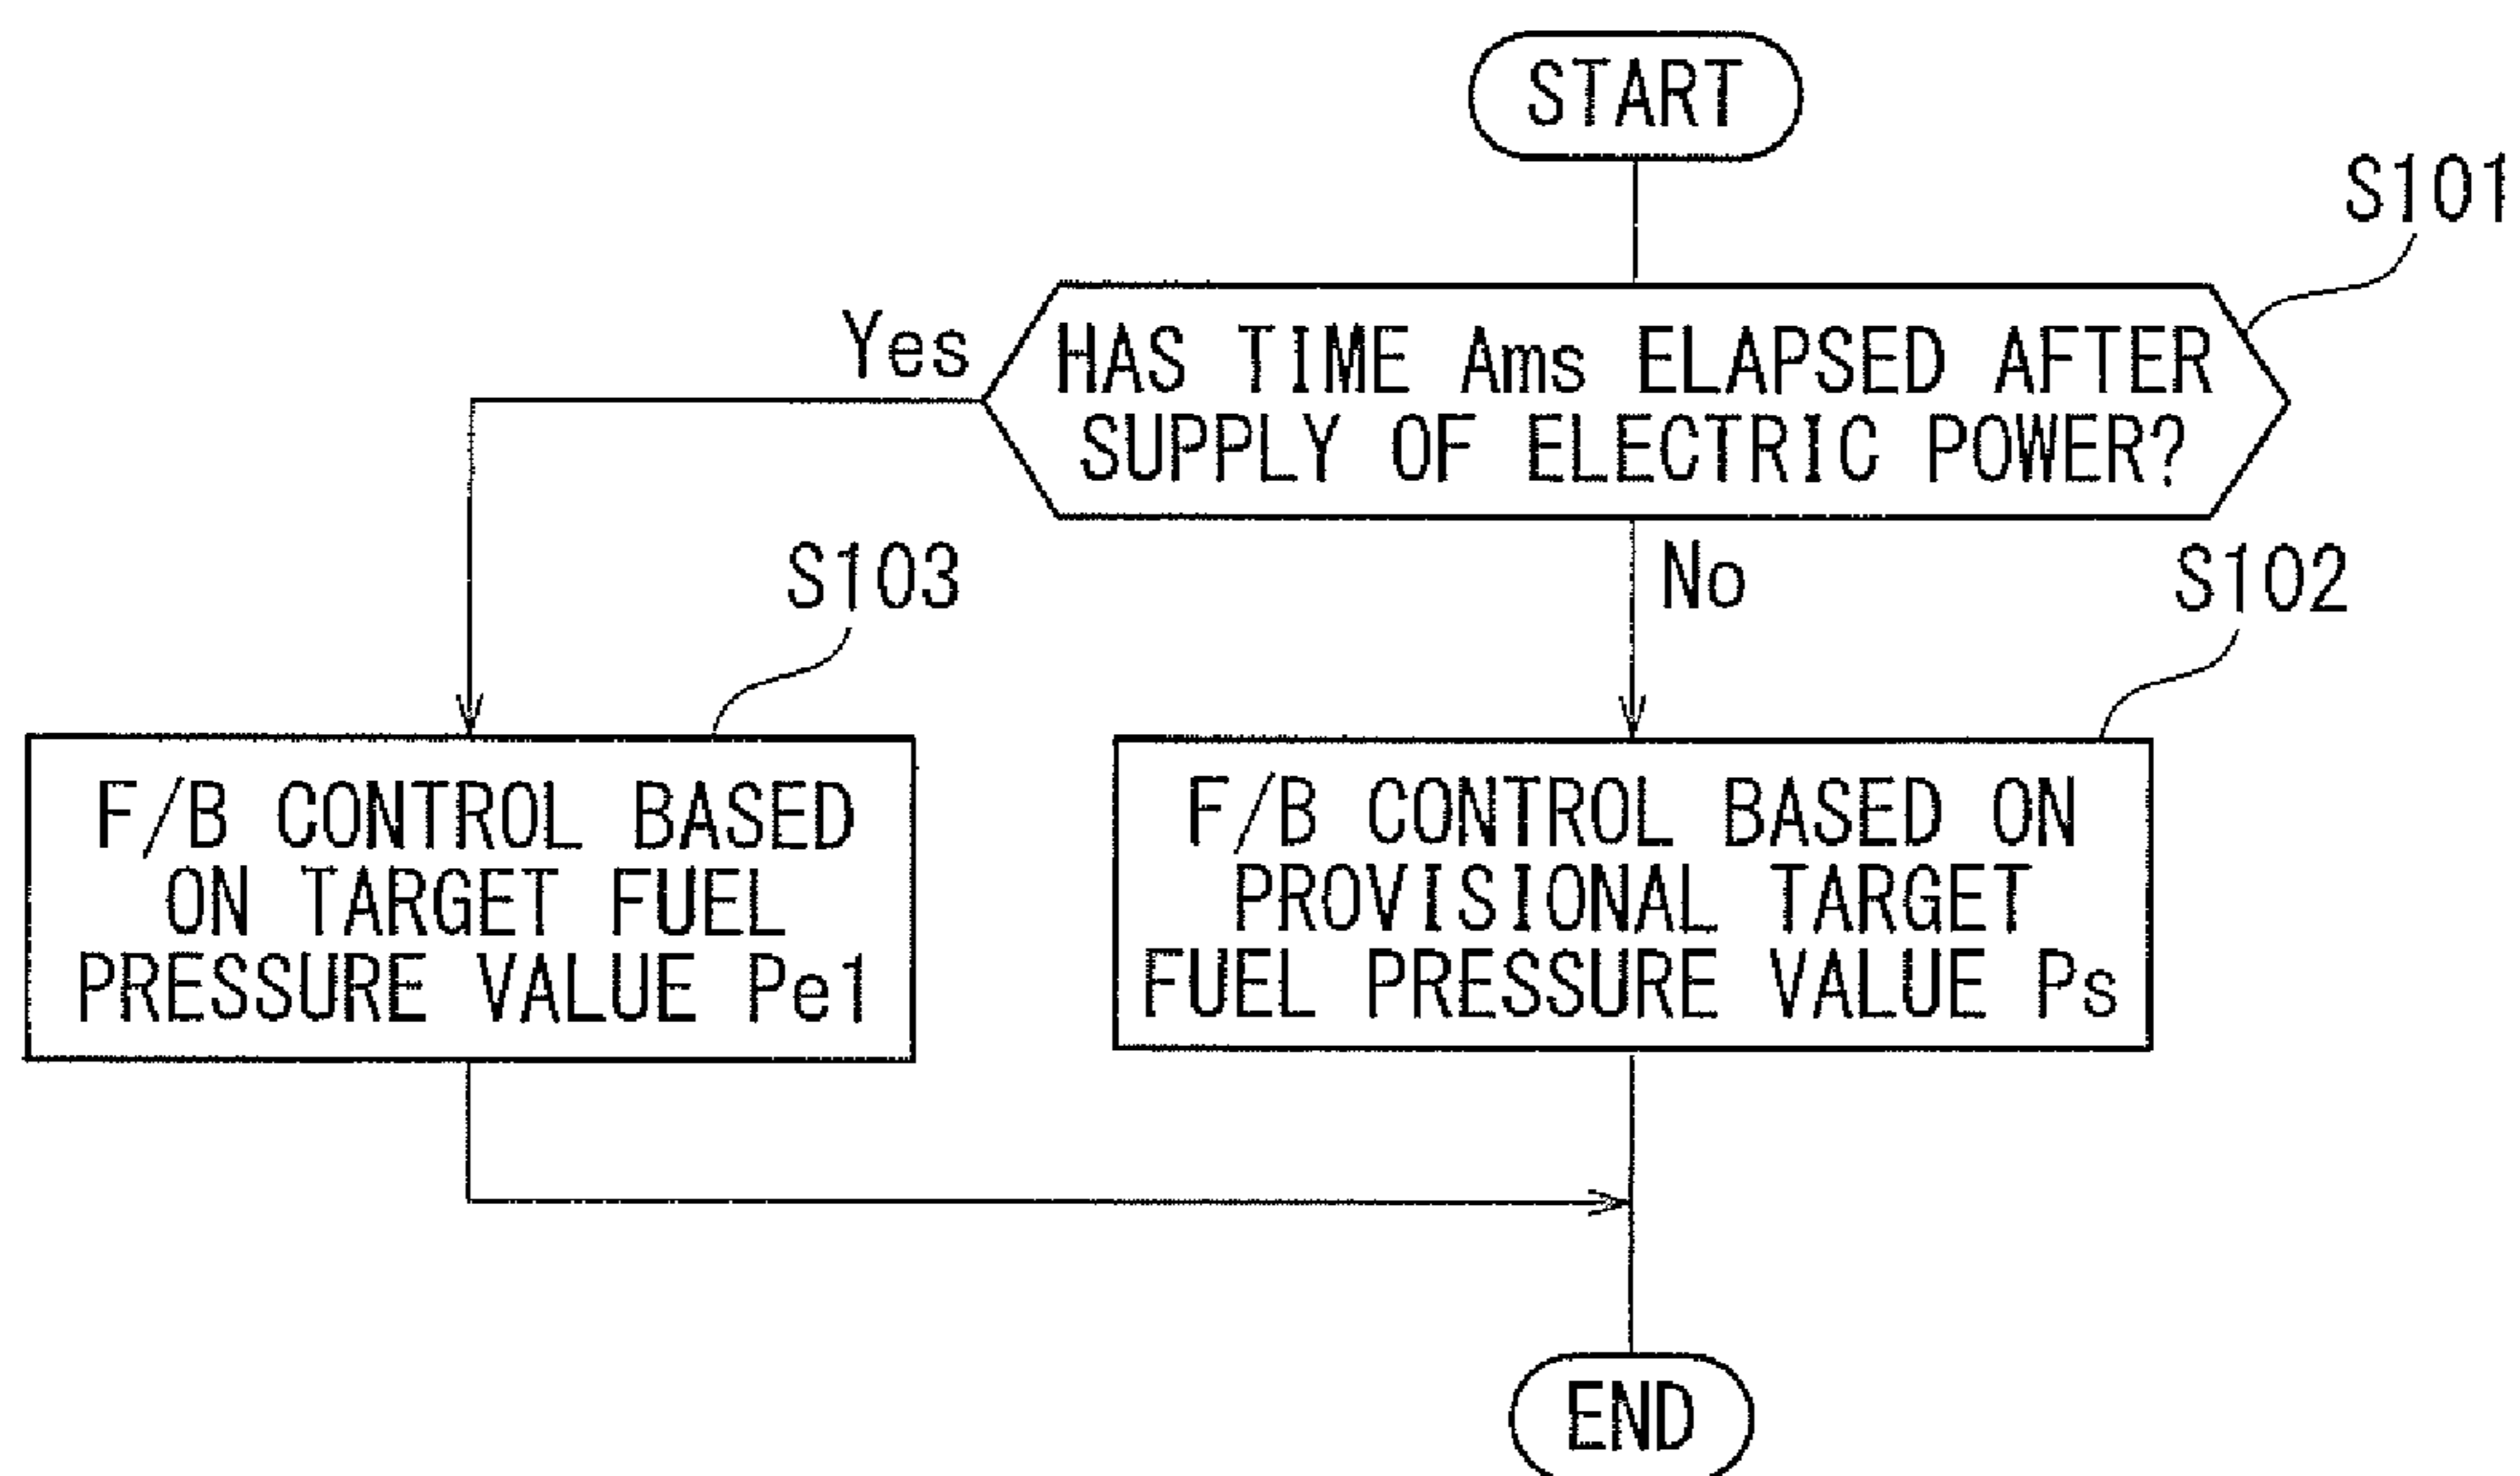 START
S101
Yes
HAS TIME Ams ELAPSED AFTER
SUPPLY OF ELECTRIC POWER?
S103
No
S102
F/B CONTROL BASED
ON TARGET FUEL
PRESSURE VALUE Pe1
F/B CONTROL BASED ON
PROVISIONAL TARGET
FUEL PRESSURE VALUE Ps
END